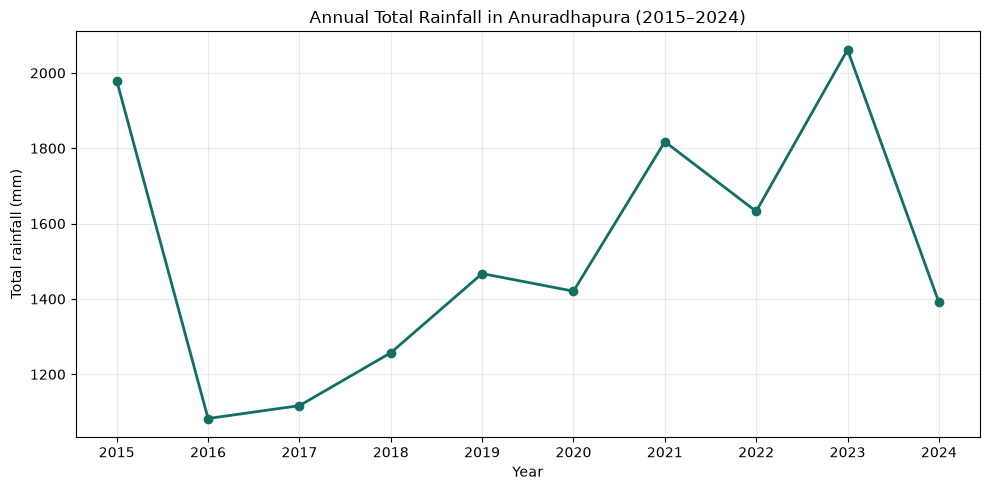 Annual Total Rainfall in Anuradhapura (2015–2024)
Total rainfall (mm)
2000
1800
1600
1400
1200
2015 2016 2017 2018 2019 2020 2021 2022 2023 2024
Year